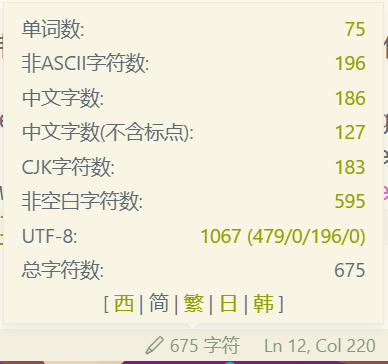 单词数: 75
非ASCII字符数: 196
中文字数: 186
中文字数(不含标点): 127
CJK字符数: 183
非空白字符数: 595
UTF-8: 1067 (479/0/196/0)
总字符数: 675
[ 西 | 简 | 繁 | 日 | 韩 ]
675 字符 Ln 12, Col 220